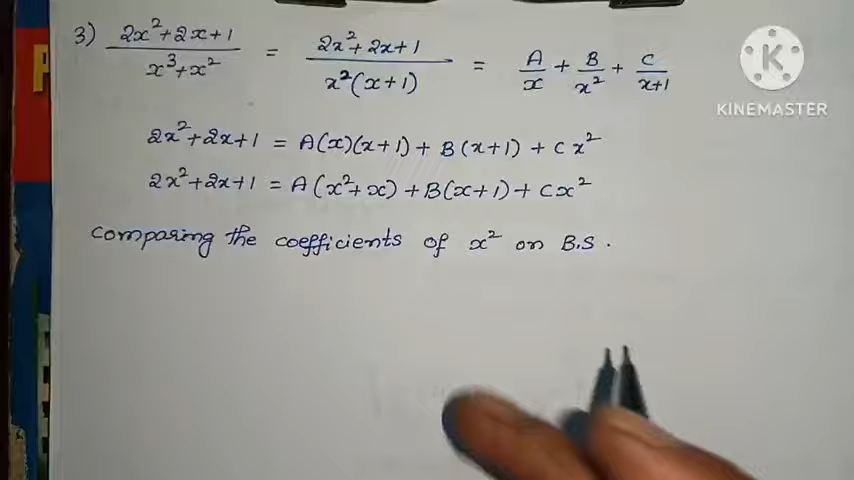 3) 2x²+2x+1 / x³+x² = 2x²+2x+1 / x²(x+1) = A/x + B/x² + C/x+1
2x²+2x+1 = A(x)(x+1) + B(x+1) + Cx²
2x²+2x+1 = A(x²+x) + B(x+1) + Cx²
comparing the coefficients of x² on B.S.
KINEMASTER